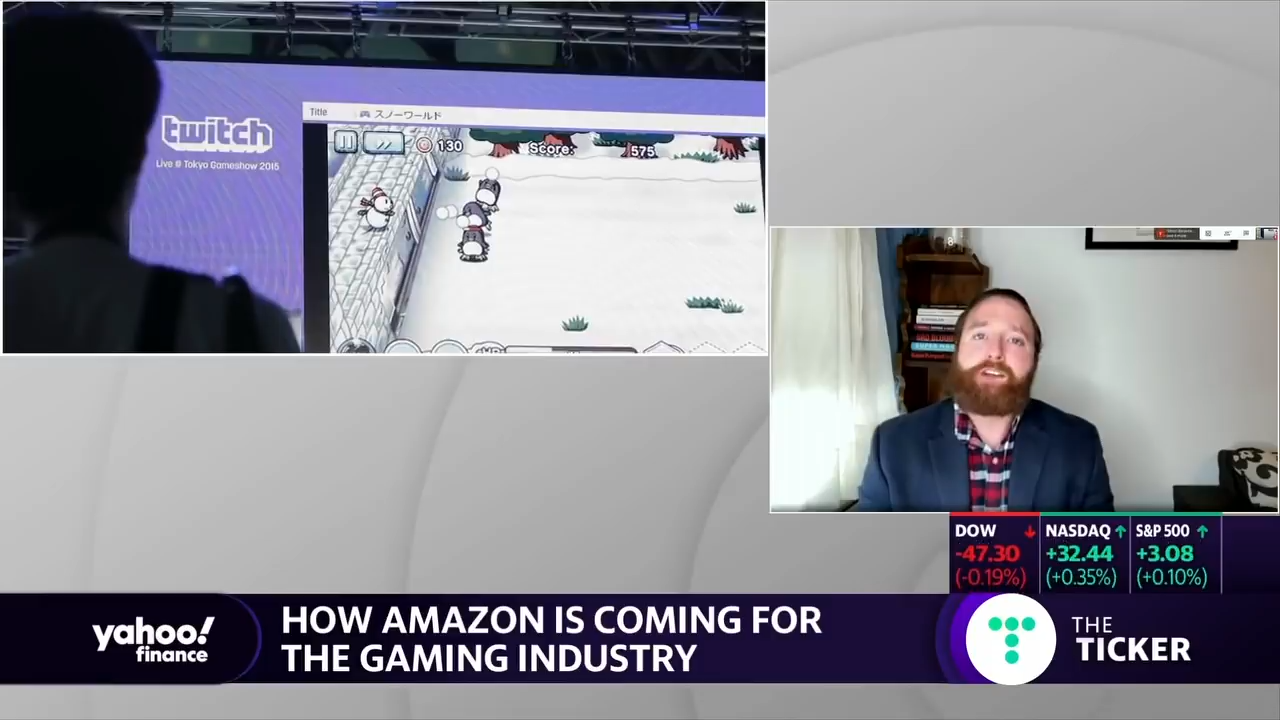 twitch
Live @ Tokyo Gameshow 2015
Title
スノーワールド
130
Score:
575
BAD BLOOD
DOW
-47.30
(-0.19%)
NASDAQ
+32.44
(+0.35%)
S&P 500
+3.08
(+0.10%)
yahoo!
finance
HOW AMAZON IS COMING FOR
THE GAMING INDUSTRY
THE
TICKER